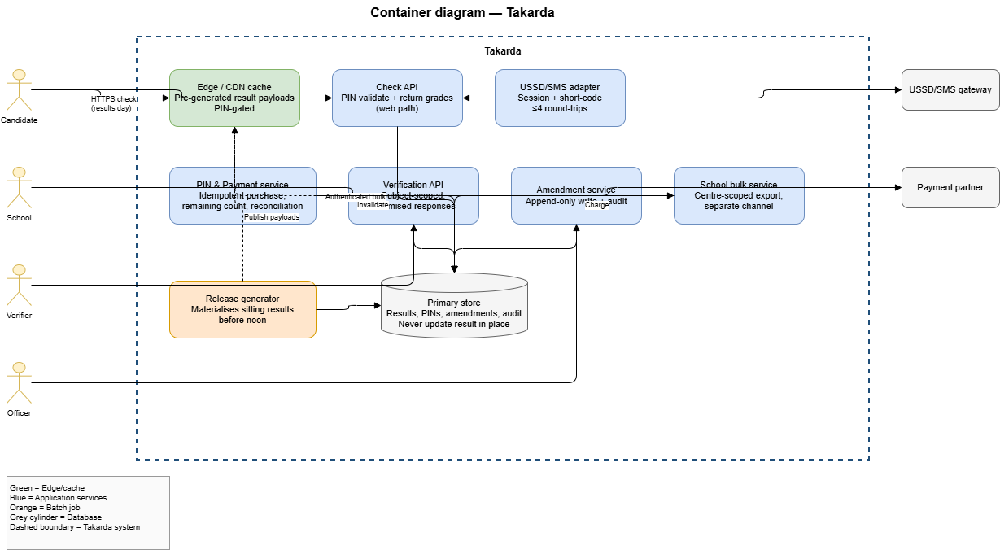 Container diagram — Takarda
Takarda
Candidate
HTTPS check
(results day)
Edge / CDN cache
Pre-generated result payloads
PIN-gated
Check API
PIN validate + return grades
(web path)
USSD/SMS adapter
Session + short-code
≤4 round-trips
USSD/SMS gateway
School
PIN & Payment service
Idempotent purchase,
remaining count, reconciliation
Authenticated bulk
Invalidate
Publish payloads
Verification API
Subject-scoped,
mised responses
Amendment service
Append-only write + audit
Charge
School bulk service
Centre-scoped export;
separate channel
Payment partner
Verifier
Release generator
Materialises sitting results
before noon
Primary store
Results, PINs, amendments, audit
Never update result in place
Officer
Green = Edge/cache
Blue = Application services
Orange = Batch job
Grey cylinder = Database
Dashed boundary = Takarda system